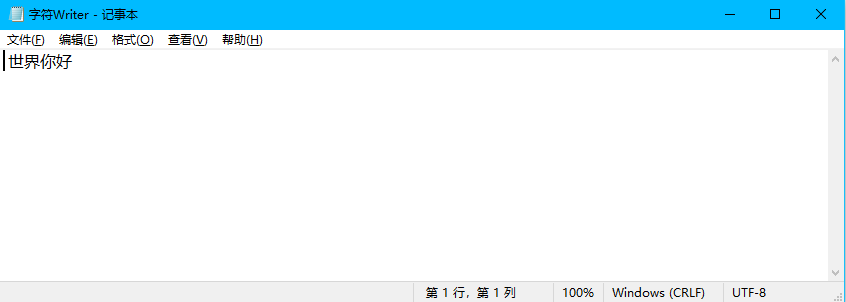 字符Writer - 记事本
文件(F) 编辑(E) 格式(O) 查看(V) 帮助(H)
世界你好
第 1 行，第 1 列 100% Windows (CRLF) UTF-8